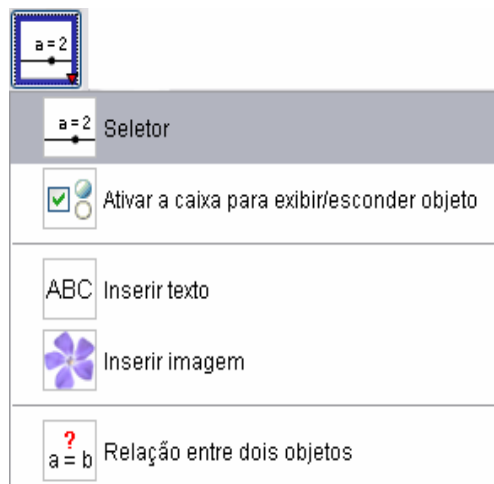 a = 2
a = 2 Seletor
Ativar a caixa para exibir/esconder objeto
ABC Inserir texto
Inserir imagem
?
a = b Relação entre dois objetos